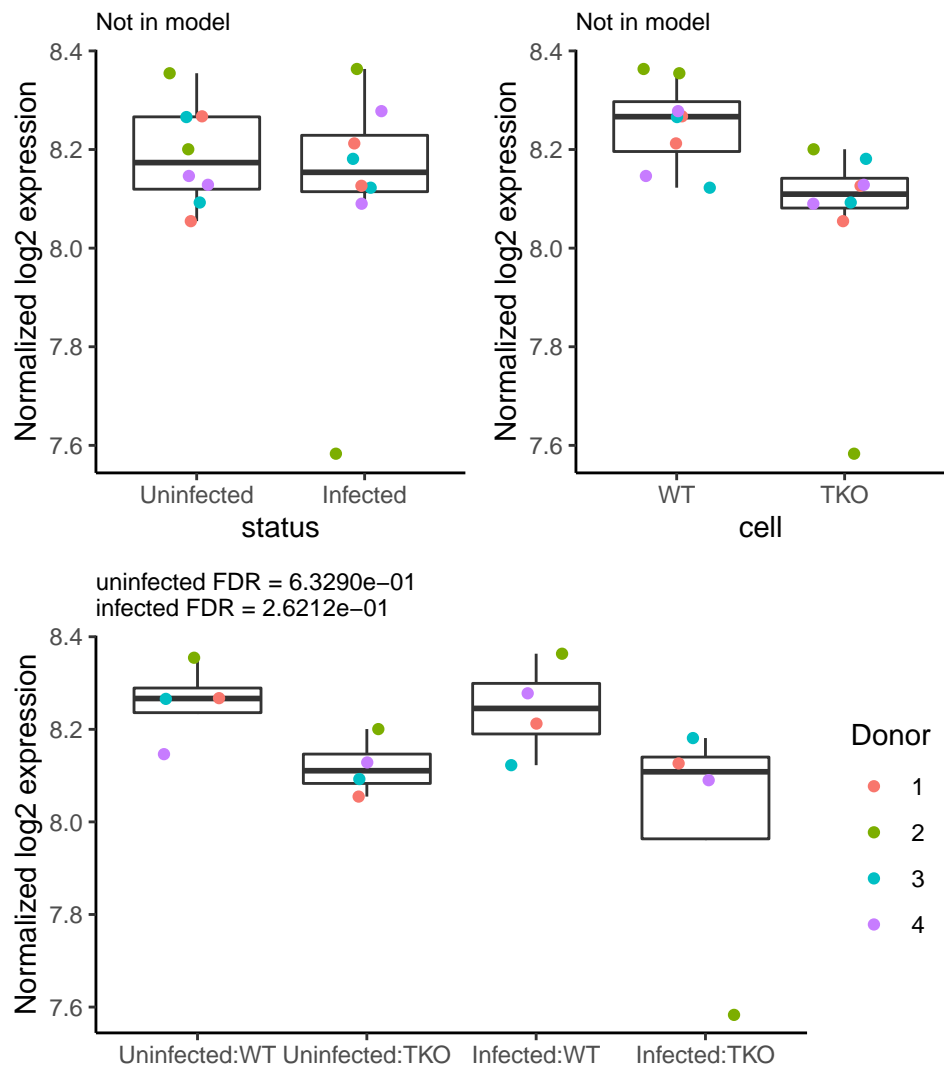 Not in model
Normalized log2 expression
8.4
8.2
8.0
7.8
7.6
Uninfected Infected
status
Not in model
Normalized log2 expression
8.4
8.2
8.0
7.8
7.6
WT TKO
cell
uninfected FDR = 6.3290e−01
infected FDR = 2.6212e−01
Normalized log2 expression
8.4
8.2
8.0
7.8
7.6
Uninfected:WT Uninfected:TKO Infected:WT Infected:TKO
Donor
1
2
3
4